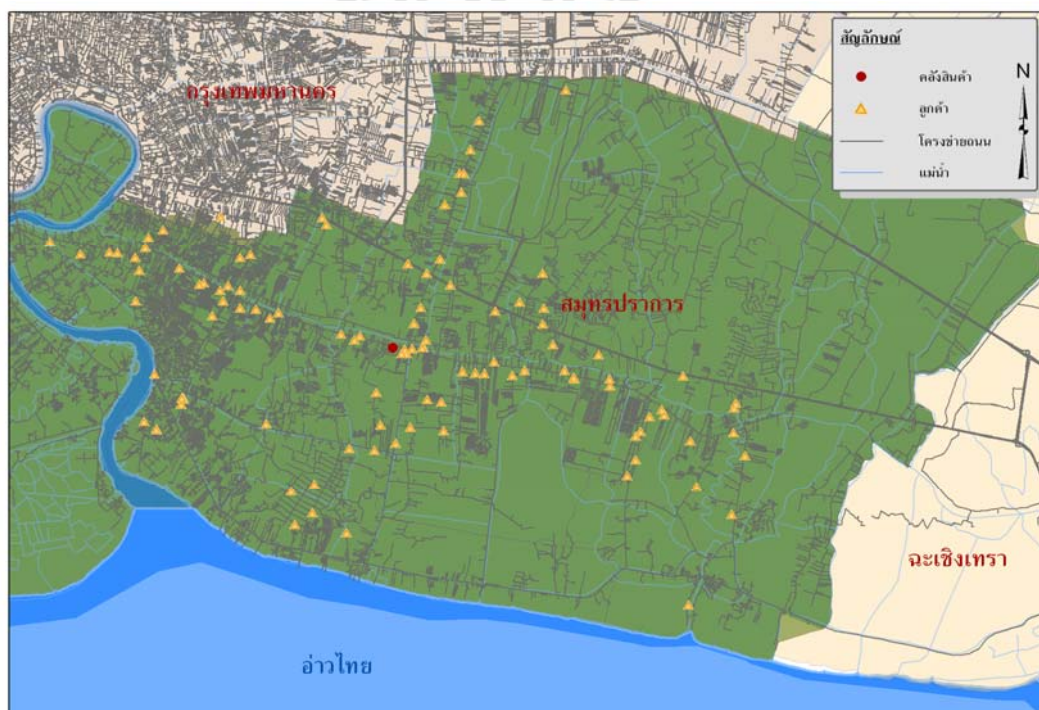 สัญลักษณ์
คลังสินค้า
ลูกค้า
โครงข่ายถนน
แม่น้ำ
N
กรุงเทพมหานคร
สมุทรปราการ
ฉะเชิงเทรา
อ่าวไทย